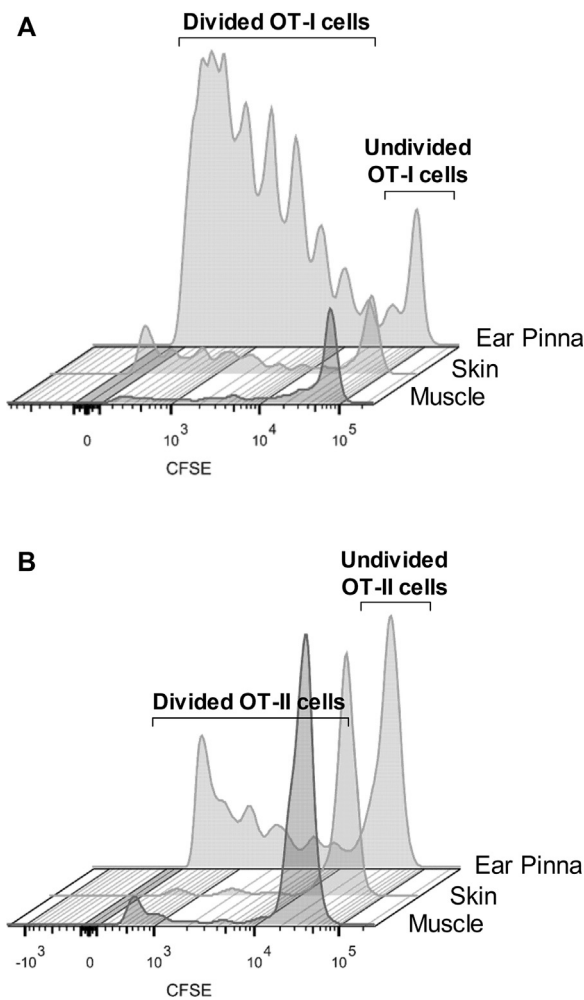 A
Divided OT-I cells
Undivided
OT-I cells
Ear Pinna
Skin
Muscle
0 10³ 10⁴ 10⁵
CFSE
B
Undivided
OT-II cells
Divided OT-II cells
Ear Pinna
Skin
Muscle
-10³ 0 10³ 10⁴ 10⁵
CFSE